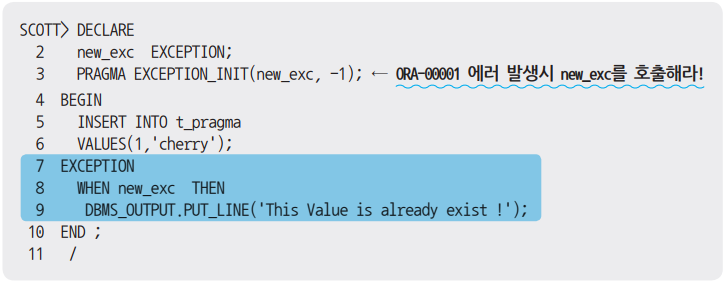 SCOTT> DECLARE
2 new_exc EXCEPTION;
3 PRAGMA EXCEPTION_INIT(new_exc, -1); ← ORA-00001 에러 발생시 new_exc를 호출해라!
4 BEGIN
5 INSERT INTO t_pragma
6 VALUES(1,'cherry');
7 EXCEPTION
8 WHEN new_exc THEN
9 DBMS_OUTPUT.PUT_LINE('This Value is already exist !');
10 END ;
11 /